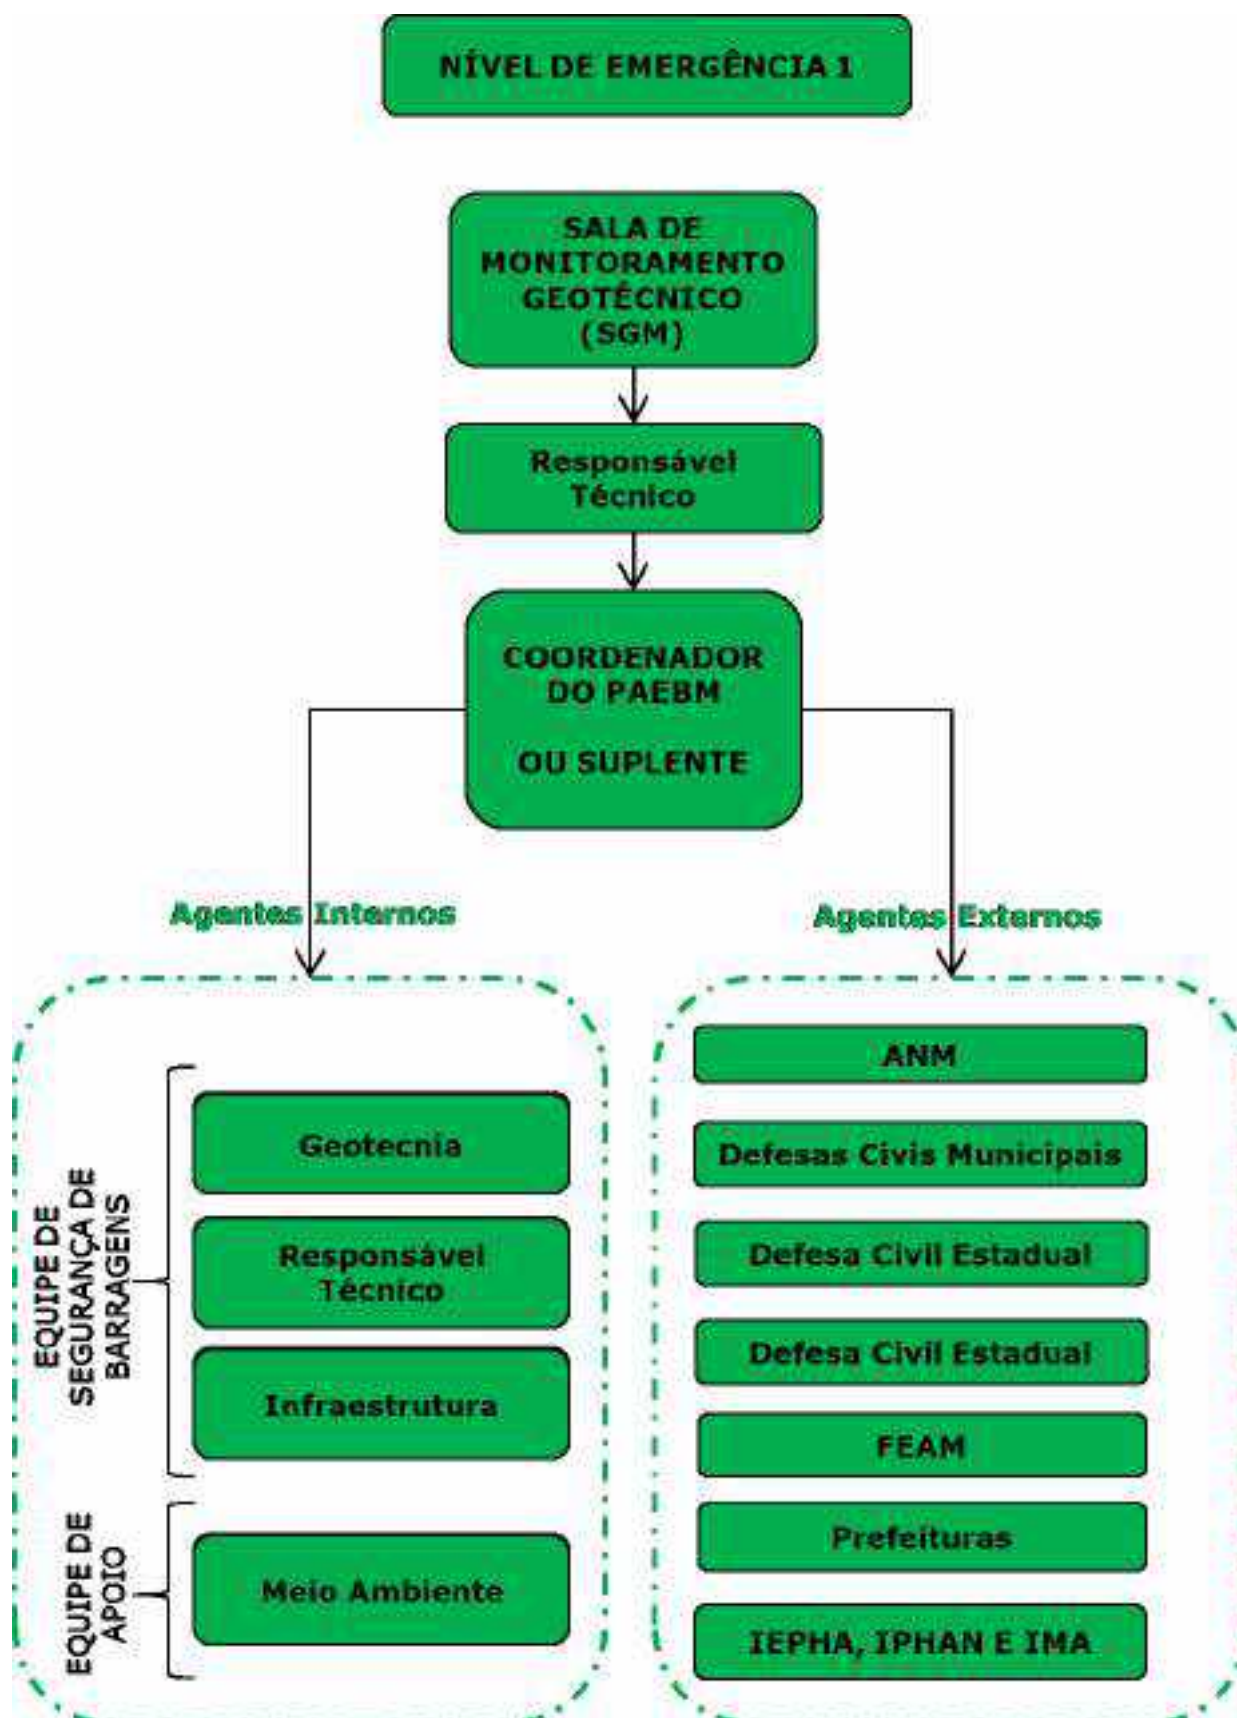 NÍVEL DE EMERGÊNCIA 1
SALA DE
MONITORAMENTO
GEOTÉCNICO
(SGM)
Responsável
Técnico
COORDENADOR
DO PAEBM
OU SUPLENTE
Agentes Internos
Agentes Externos
EQUIPE DE
SEGURANÇA DE
BARRAGENS
Geotecnia
Responsável
Técnico
Infraestrutura
EQUIPE DE
APOIO
Meio Ambiente
ANM
Defesas Civis Municipais
Defesa Civil Estadual
Defesa Civil Estadual
FEAM
Prefeituras
IEPHA, IPHAN E IMA